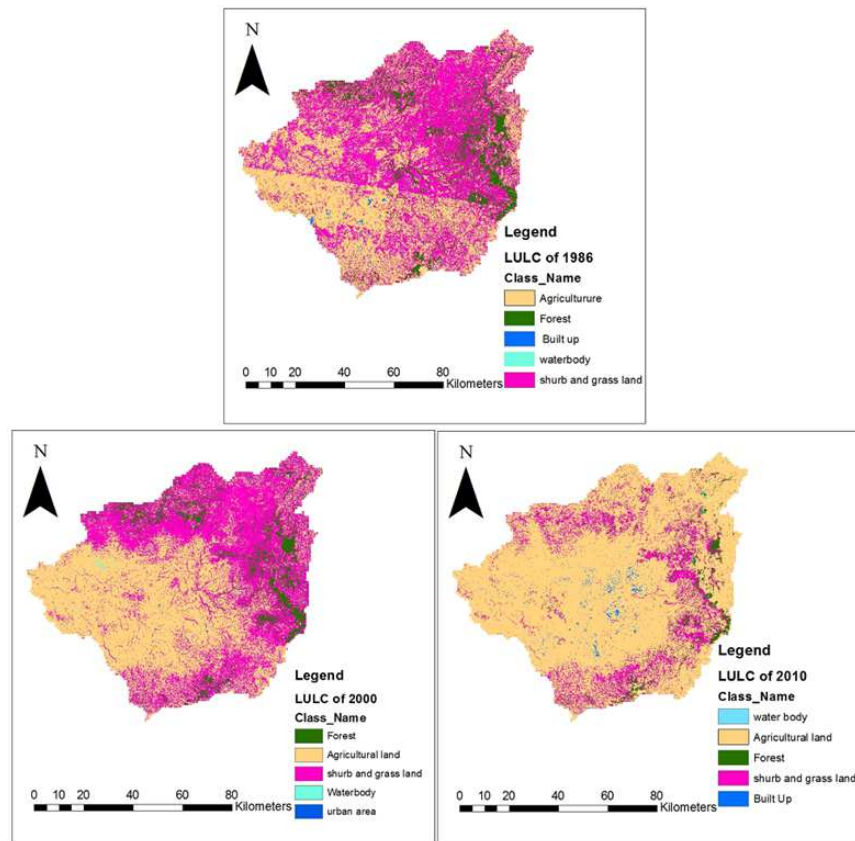 N
Legend
LULC of 1986
Class_Name
Agricultururе
Forest
Built up
waterbody
shurb and grass land
0 10 20 40 60 80
Kilometers
N
Legend
LULC of 2000
Class_Name
Forest
Agricultural land
shurb and grass land
Waterbody
urban area
0 10 20 40 60 80
Kilometers
N
Legend
LULC of 2010
Class_Name
water body
Agricultural land
Forest
shurb and grass land
Built Up
0 10 20 40 60 80
Kilometers